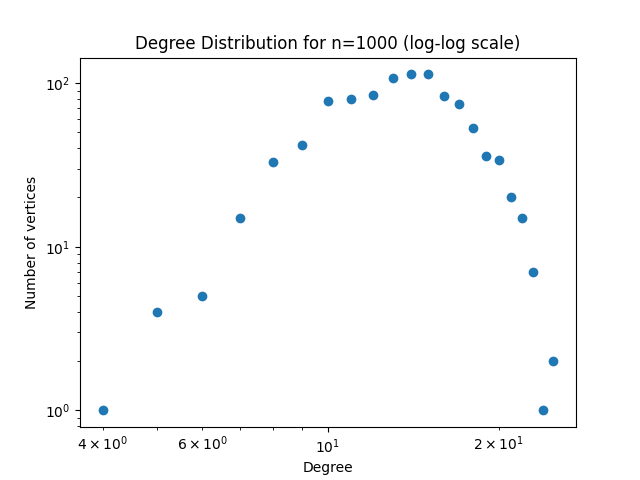 Degree Distribution for n=1000 (log-log scale)
Number of vertices
10²
10¹
10⁰
4 × 10⁰
6 × 10⁰
10¹
2 × 10¹
Degree